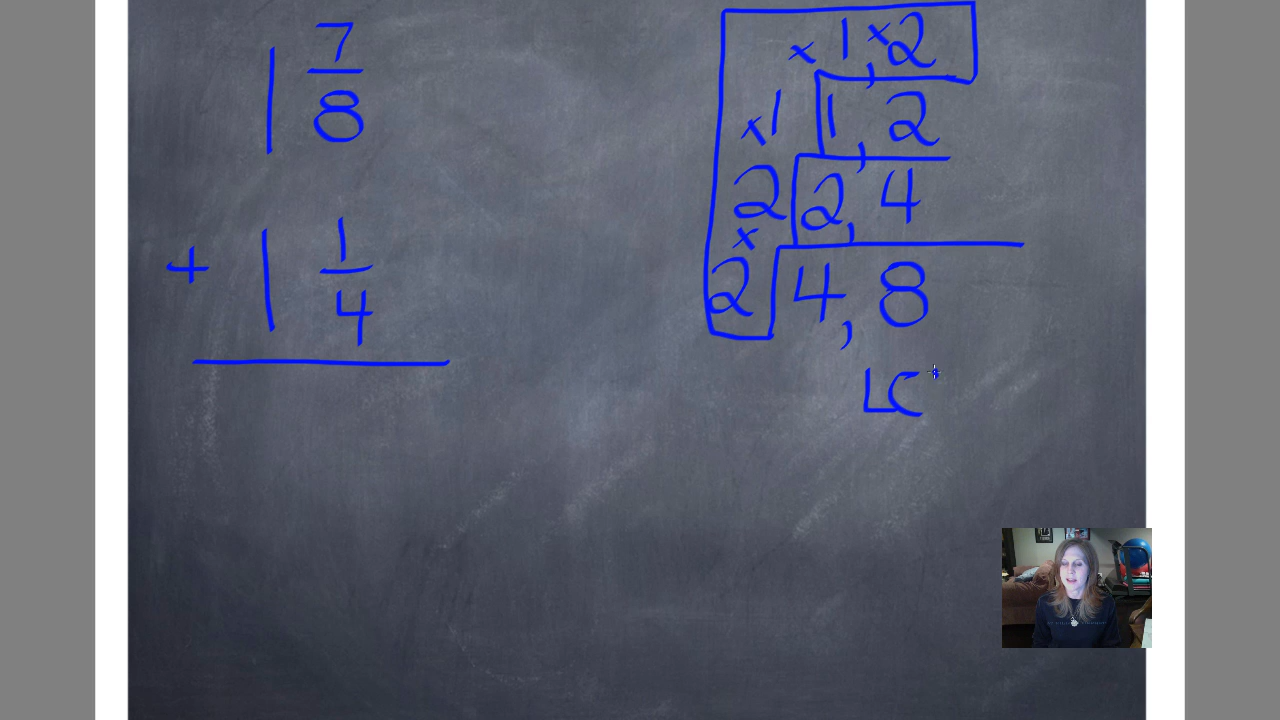 1 7/8
+ 1 1/4
x 1, x 2
x 1 1, 2
2 2, 4
x
2 4, 8
LC